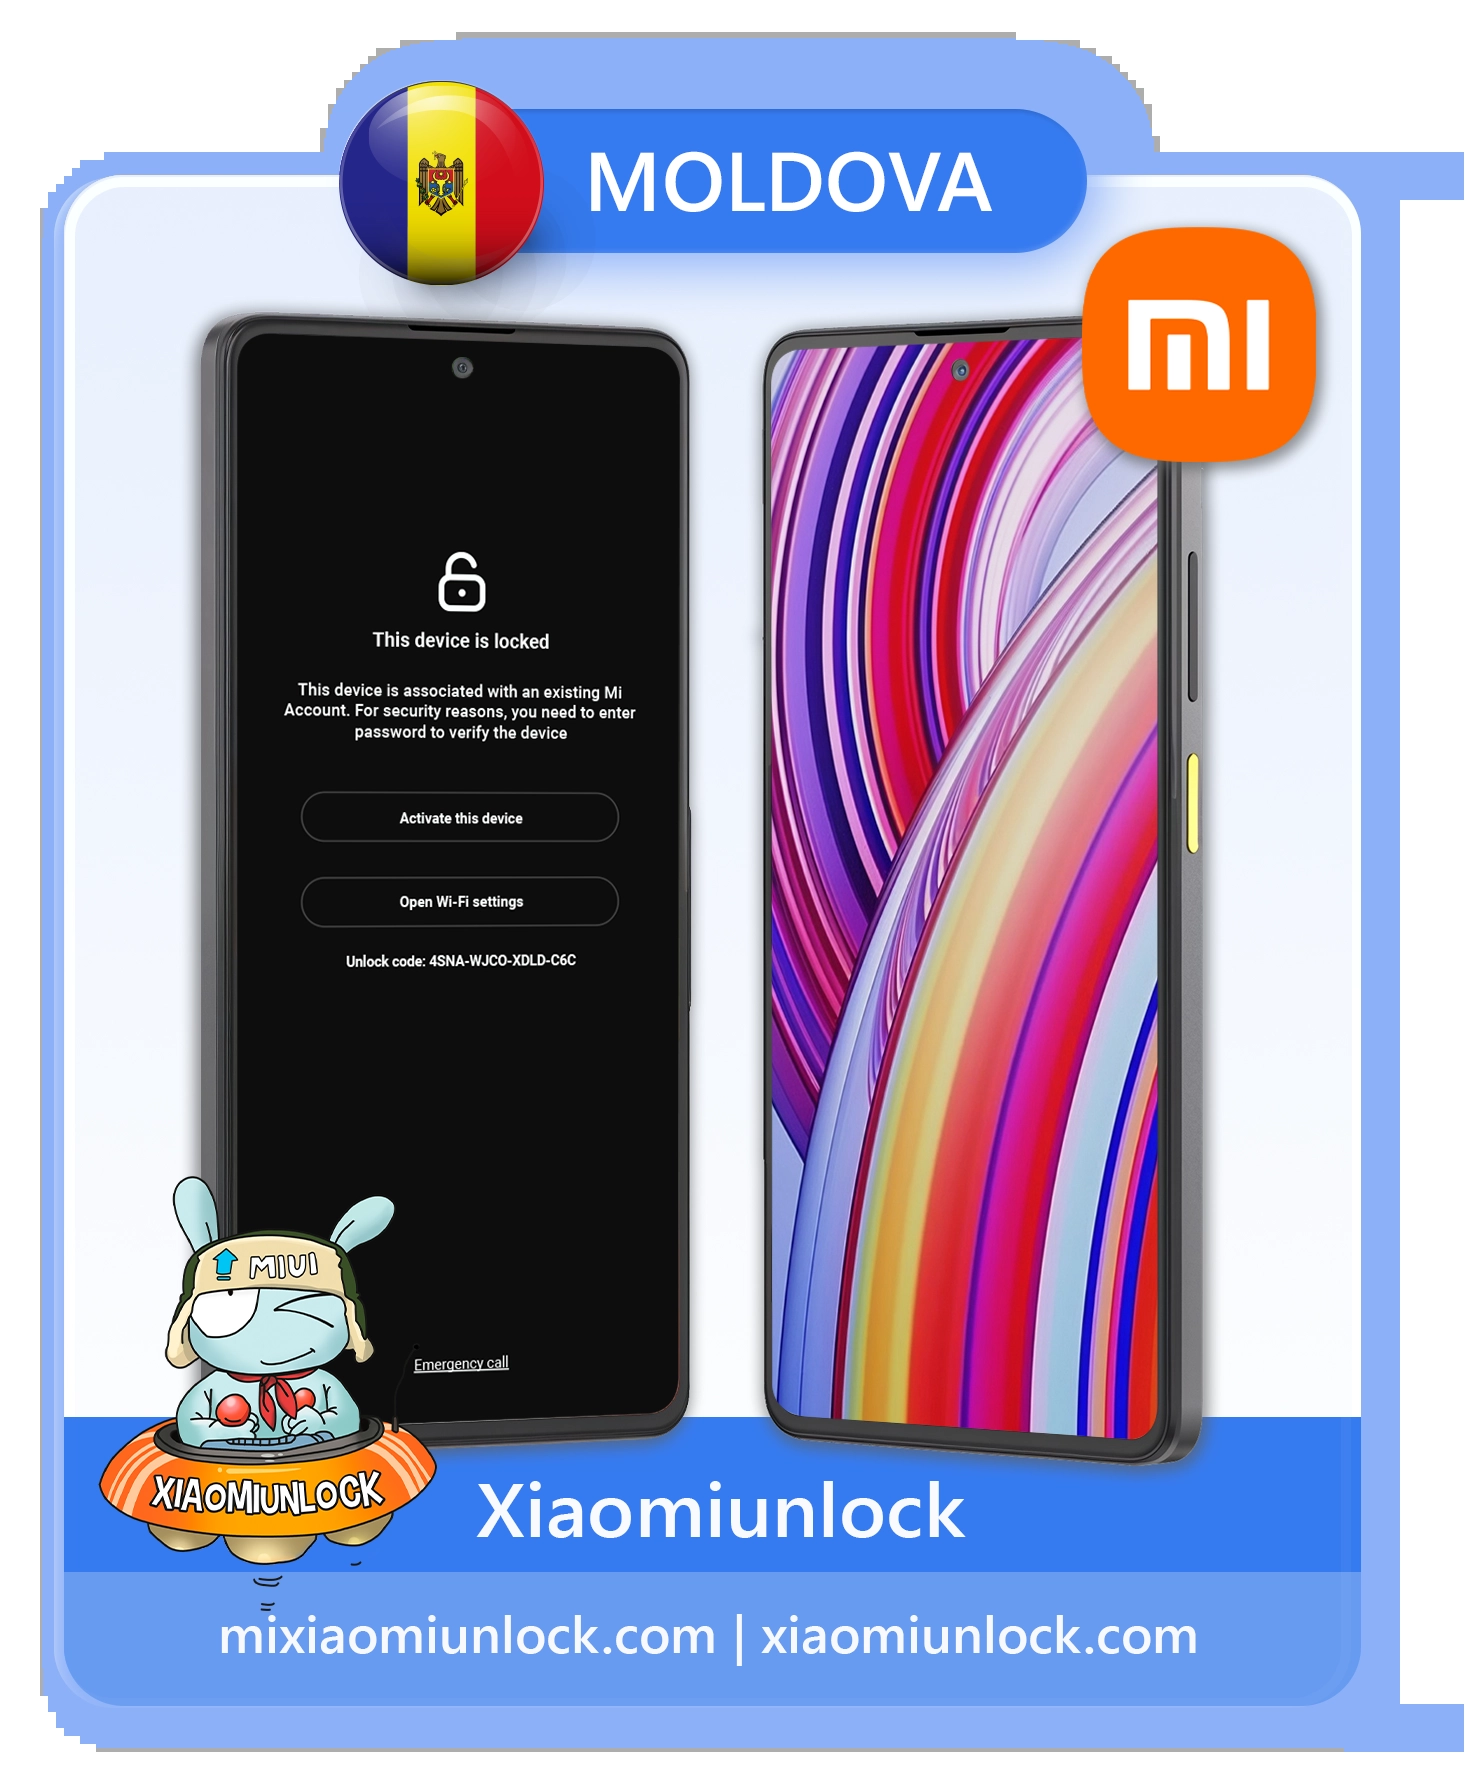 MOLDOVA
mi
This device is locked
This device is associated with an existing Mi
Account. For security reasons, you need to enter
password to verify the device
Activate this device
Open Wi-Fi settings
Unlock code: 4SNA-WJCO-XDLD-C6C
MIUI
Emergency call
XIAOMIUNLOCK
Xiaomiunlock
mixiaomiunlock.com | xiaomiunlock.com